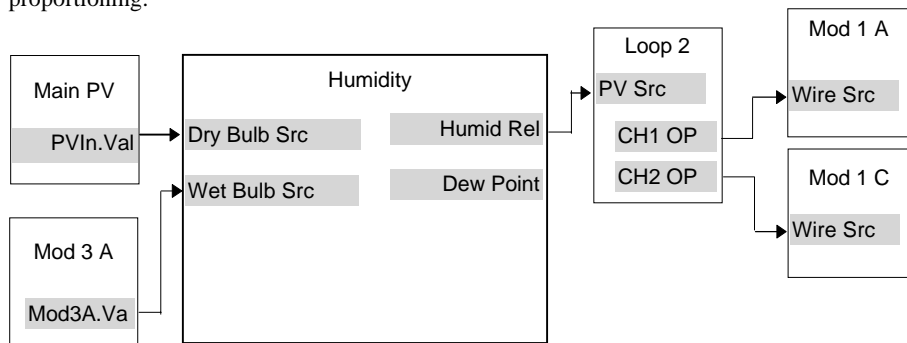 proportioning.
Main PV
PVIn.Val
Mod 3 A
Mod3A.Va
Humidity
Dry Bulb Src
Wet Bulb Src
Humid Rel
Dew Point
Loop 2
PV Src
CH1 OP
CH2 OP
Mod 1 A
Wire Src
Mod 1 C
Wire Src